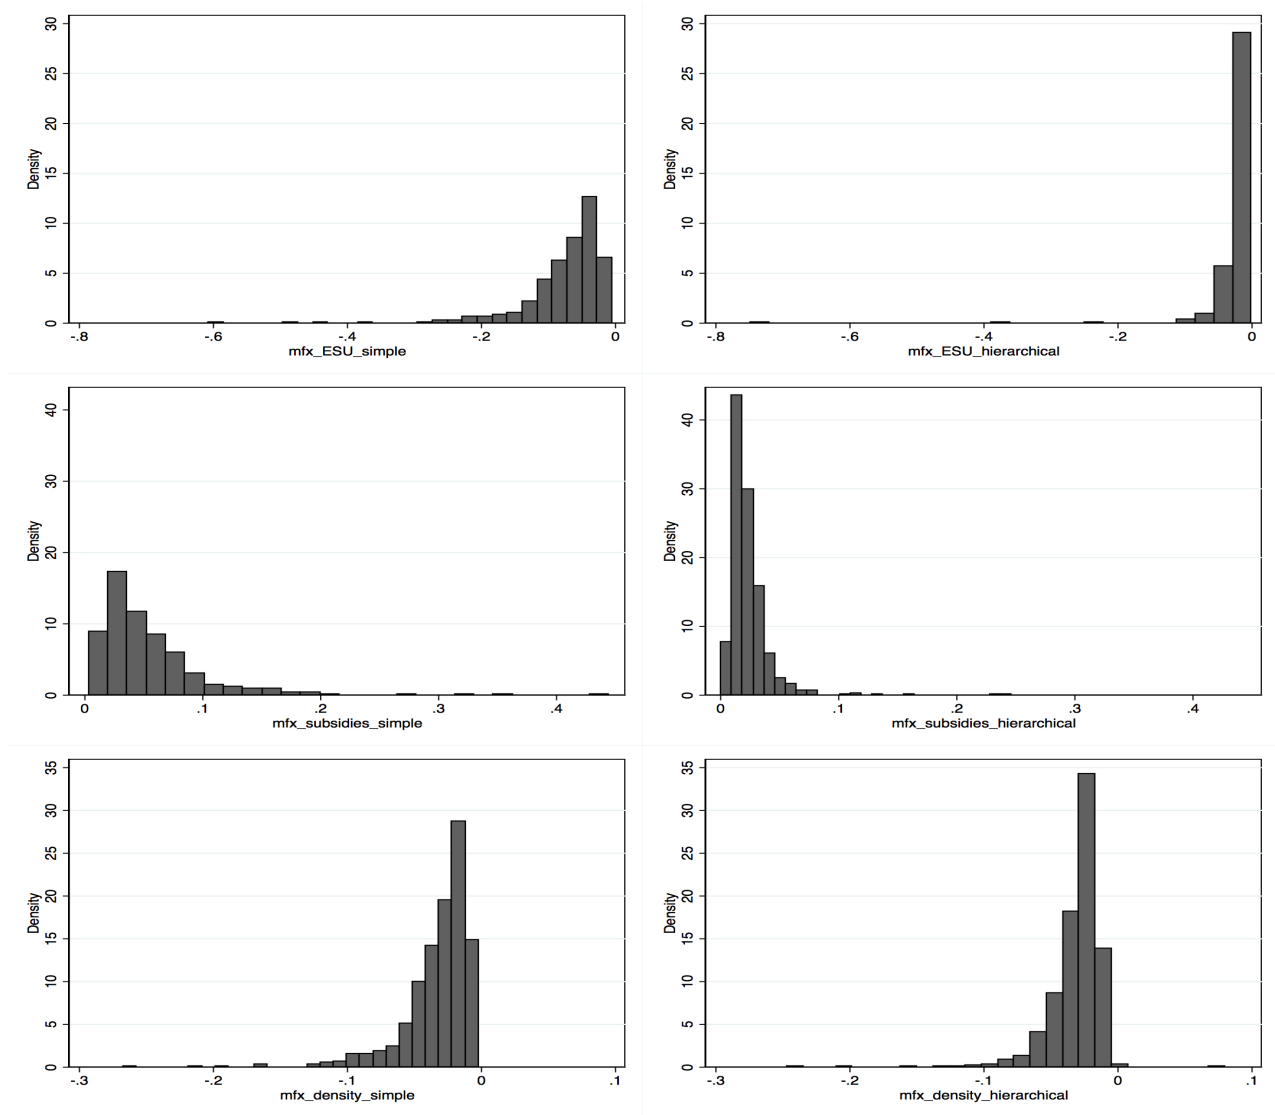 30
25
20
15
10
5
0
Density
-.8 -.6 -.4 -.2 0
mfx_ESU_simple
30
25
20
15
10
5
0
Density
-.8 -.6 -.4 -.2 0
mfx_ESU_hierarchical
40
30
20
10
0
Density
0 .1 .2 .3 .4
mfx_subsidies_simple
40
30
20
10
0
Density
0 .1 .2 .3 .4
mfx_subsidies_hierarchical
35
30
25
20
15
10
5
0
Density
-.3 -.2 -.1 0 .1
mfx_density_simple
35
30
25
20
15
10
5
0
Density
-.3 -.2 -.1 0 .1
mfx_density_hierarchical